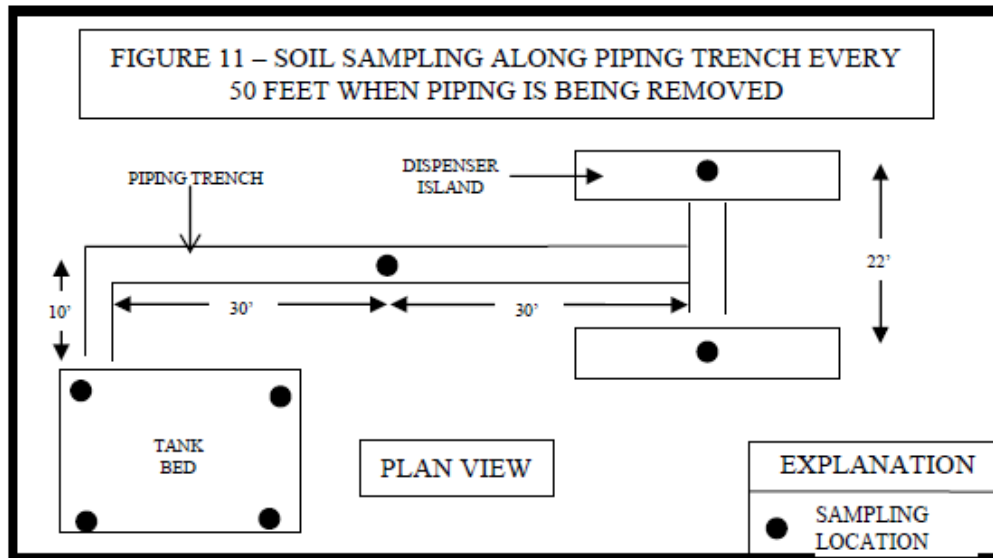 FIGURE 11 – SOIL SAMPLING ALONG PIPING TRENCH EVERY
50 FEET WHEN PIPING IS BEING REMOVED
PIPING TRENCH
DISPENSER
ISLAND
22’
10’
30’
30’
TANK
BED
PLAN VIEW
EXPLANATION
SAMPLING
LOCATION